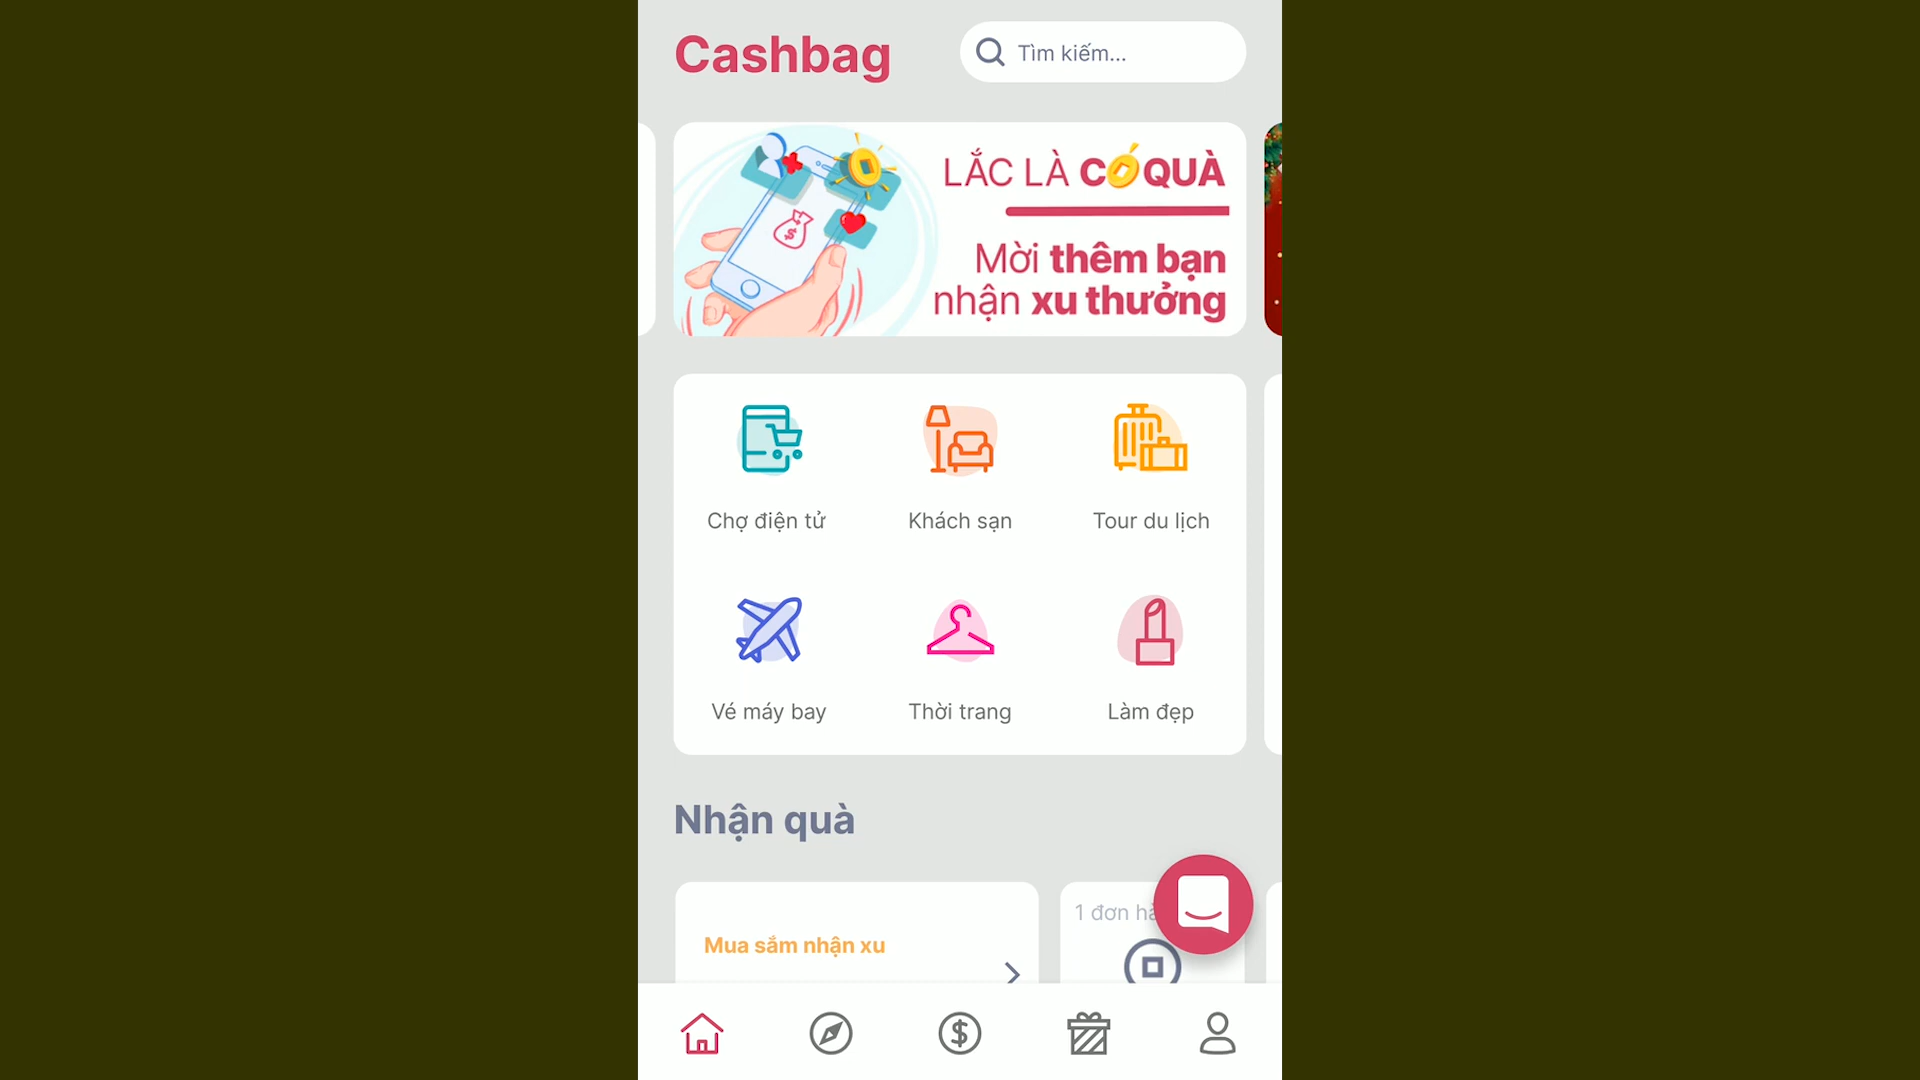 Cashbag
Tìm kiếm...
LẮC LÀ CÓ QUÀ
Mời thêm bạn
nhận xu thưởng
Chợ điện tử
Khách sạn
Tour du lịch
Vé máy bay
Thời trang
Làm đẹp
Nhận quà
1 đơn
Mua sắm nhận xu